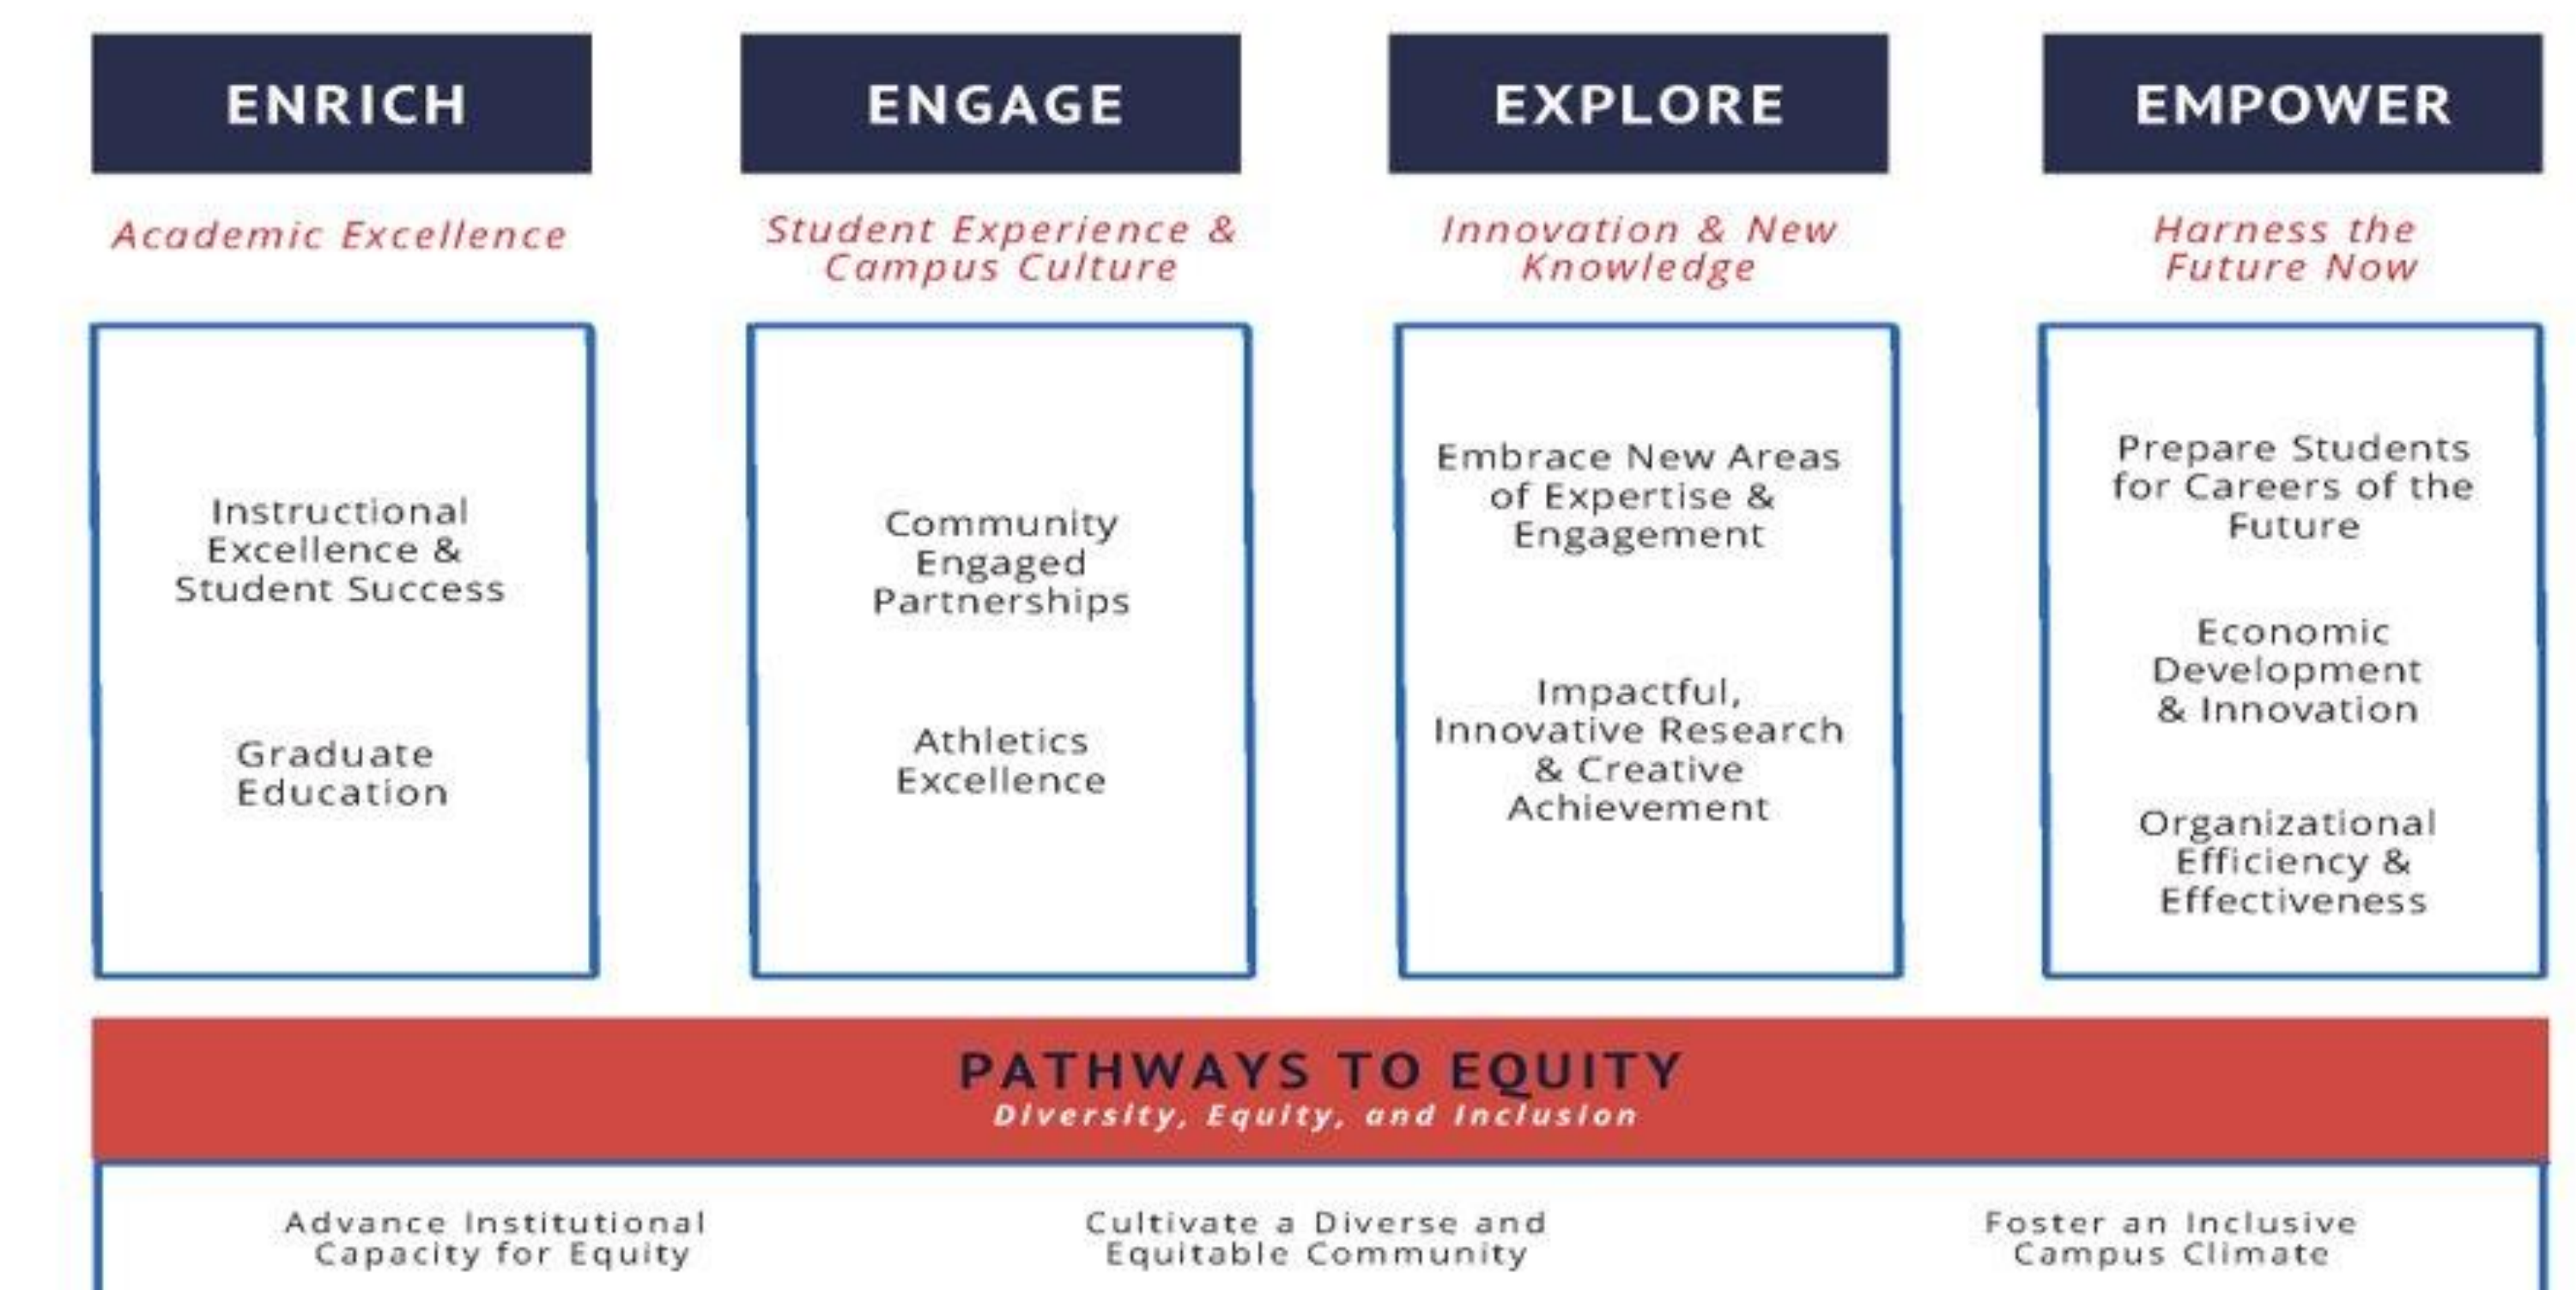 ENRICH
Academic Excellence
Instructional
Excellence &
Student Success
Graduate
Education
ENGAGE
Student Experience &
Campus Culture
Community
Engaged
Partnerships
Athletics
Excellence
EXPLORE
Innovation & New
Knowledge
Embrace New Areas
of Expertise &
Engagement
Impactful,
Innovative Research
& Creative
Achievement
EMPOWER
Harness the
Future Now
Prepare Students
for Careers of the
Future
Economic
Development
& Innovation
Organizational
Efficiency &
Effectiveness
PATHWAYS TO EQUITY
Diversity, Equity, and Inclusion
Advance Institutional
Capacity for Equity
Cultivate a Diverse and
Equitable Community
Foster an Inclusive
Campus Climate